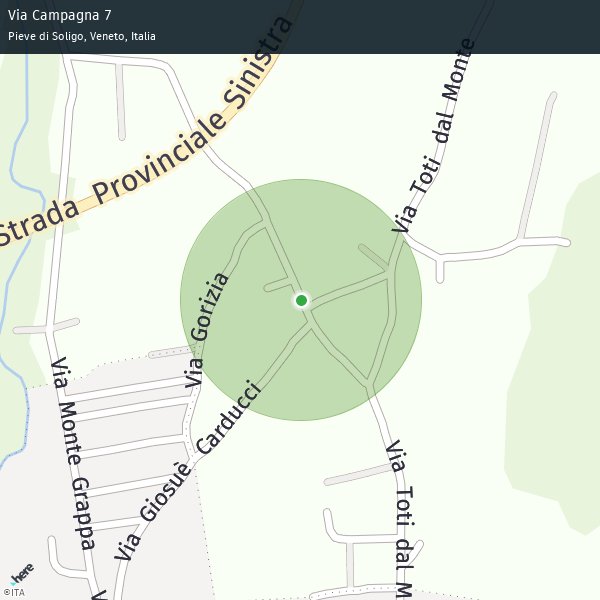 Via Campagna 7
Pieve di Soligo, Veneto, Italia
Strada Provinciale Sinistra
Via Toti dal Monte
Via Gorizia
Via Giosuè Carducci
Via Monte Grappa
Via Toti dal M
V
here
©ITA